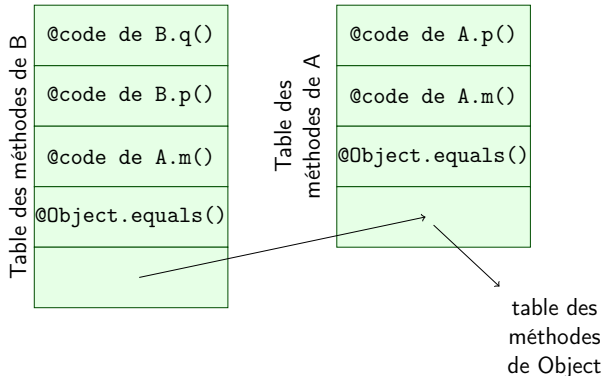 Table des méthodes de B
@code de B.q()
@code de B.p()
@code de A.m()
@Object.equals()
Table des
méthodes de A
@code de A.p()
@code de A.m()
@Object.equals()
table des
méthodes
de Object